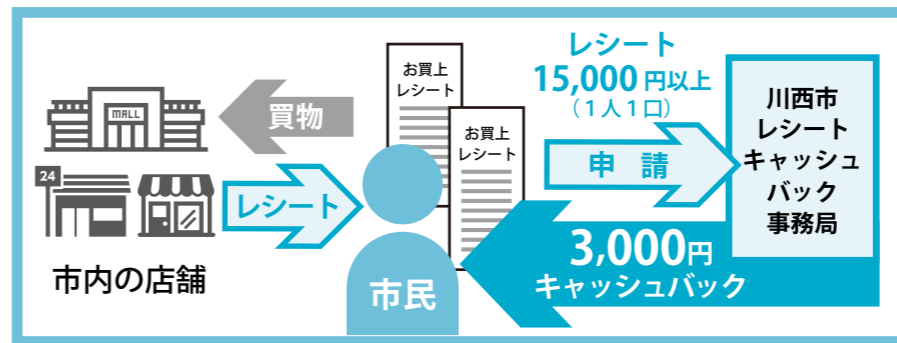 MALL
24
市内の店舗
買物
レシート
お買上
レシート
お買上
レシート
市民
レシート
15,000円以上
（1人1口）
申請
3,000円
キャッシュバック
川西市
レシート
キャッシュ
バック
事務局